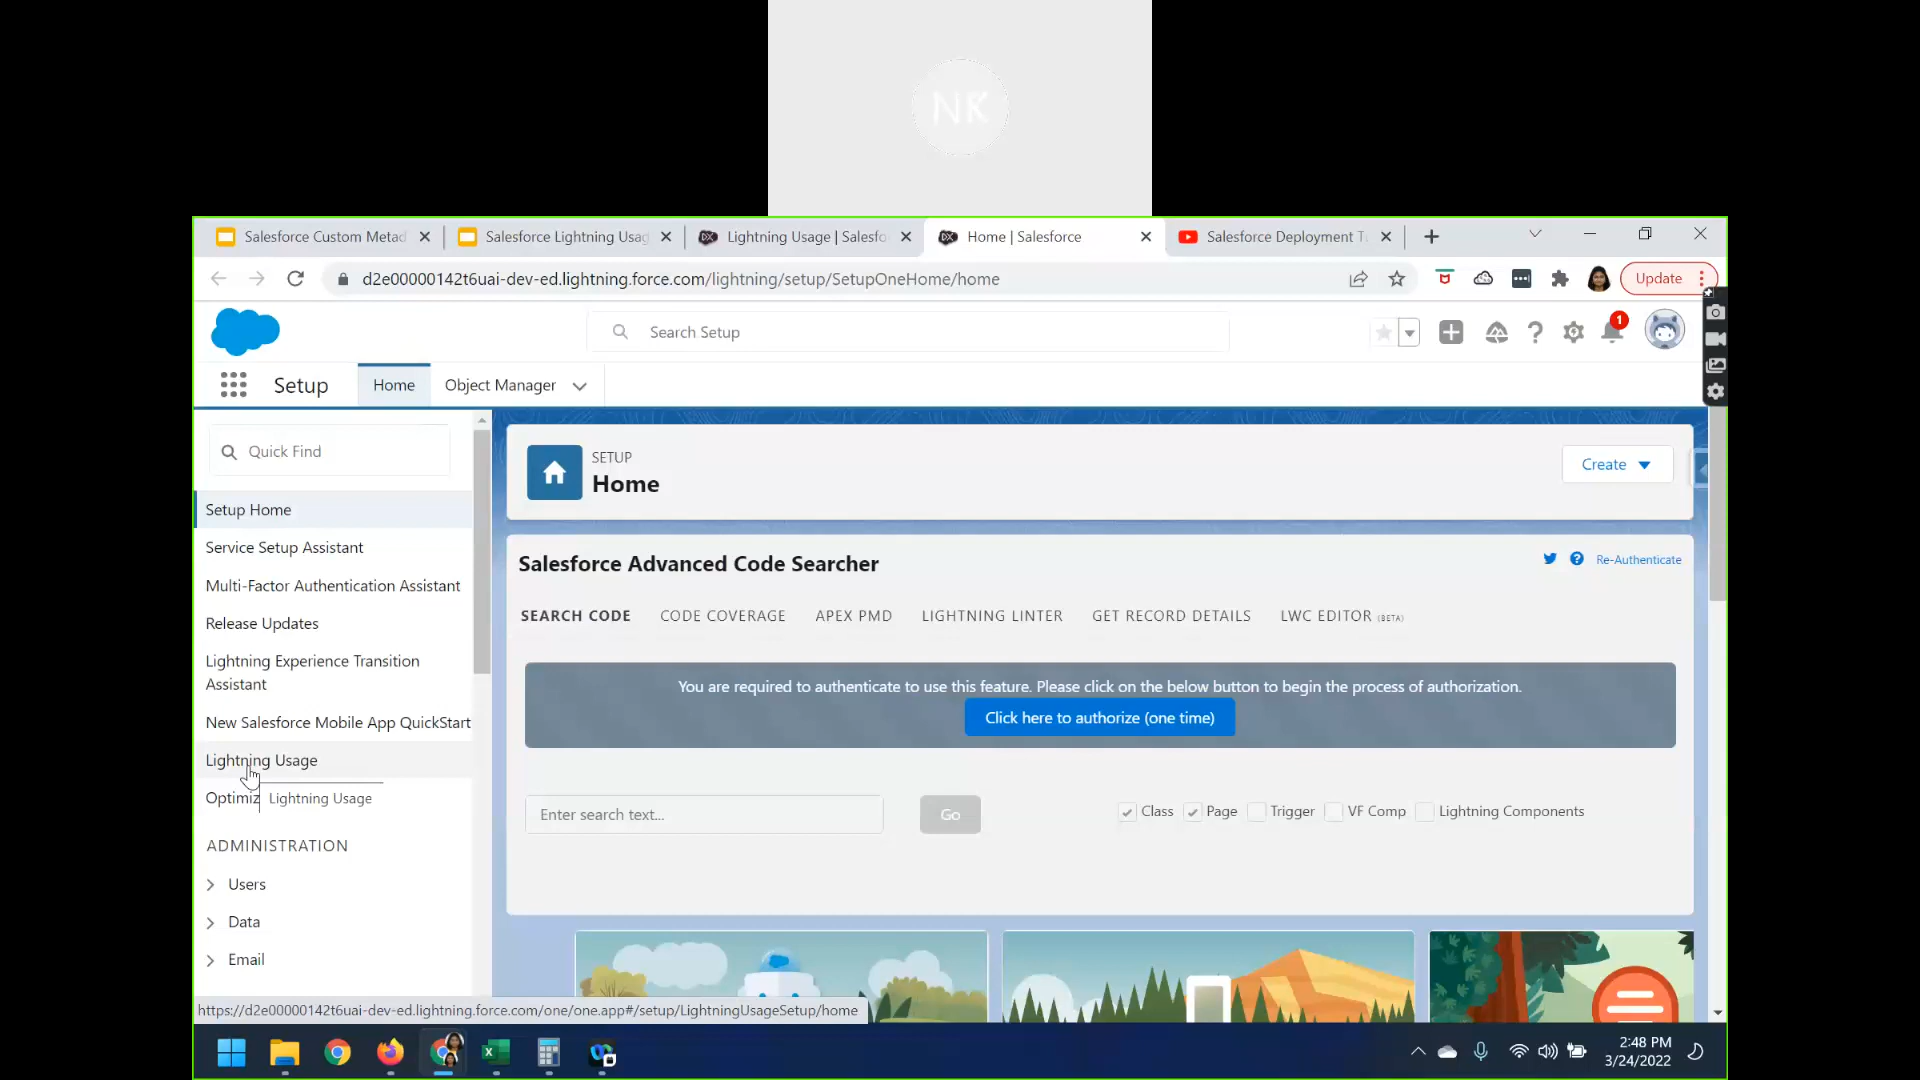 NK
Salesforce Custom Metad
Salesforce Lightning Usag
Lightning Usage | Salesfo
Home | Salesforce
Salesforce Deployment T
d2e00000142t6uai-dev-ed.lightning.force.com/lightning/setup/SetupOneHome/home
Update
Search Setup
1
Setup
Home
Object Manager
Quick Find
SETUP
Home
Create
Setup Home
Service Setup Assistant
Multi-Factor Authentication Assistant
Release Updates
Lightning Experience Transition
Assistant
New Salesforce Mobile App QuickStart
Lightning Usage
Optimiz
Lightning Usage
ADMINISTRATION
Users
Data
Email
Salesforce Advanced Code Searcher
Re-Authenticate
SEARCH CODE
CODE COVERAGE
APEX PMD
LIGHTNING LINTER
GET RECORD DETAILS
LWC EDITOR (BETA)
You are required to authenticate to use this feature. Please click on the below button to begin the process of authorization.
Click here to authorize (one time)
Enter search text...
Go
Class
Page
Trigger
VF Comp
Lightning Components
https://d2e00000142t6uai-dev-ed.lightning.force.com/one/one.app#/setup/LightningUsageSetup/home
2:48 PM
3/24/2022